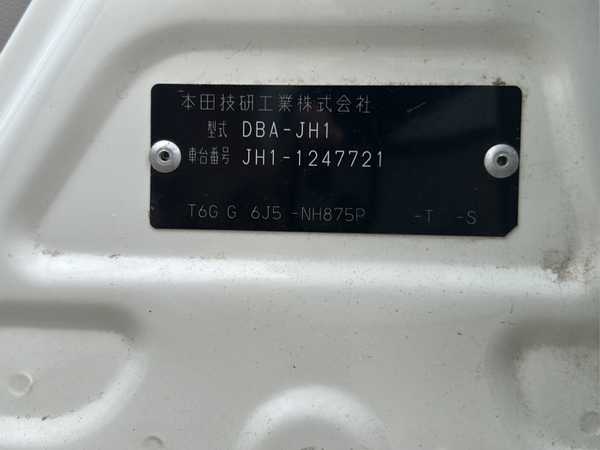 本田技研工業株式会社
型式 DBA-JH1
車台番号 JH1-1247721
T6G G 6J5 -NH875P -T -S